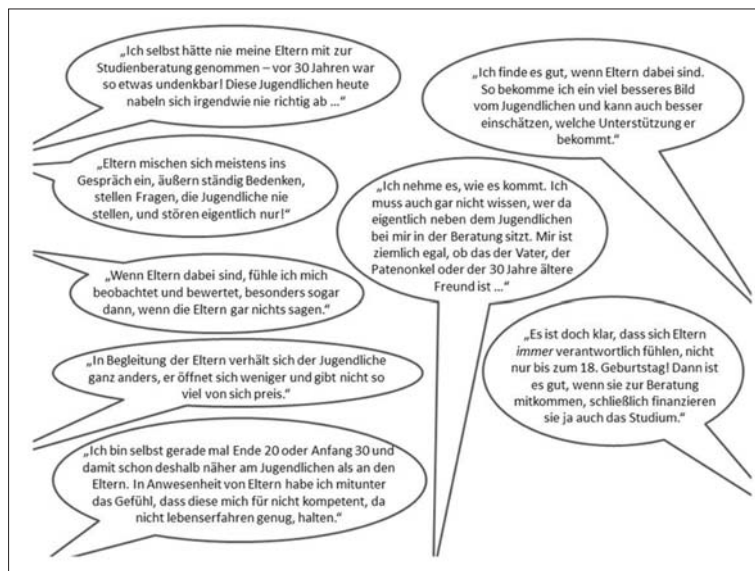 „Ich selbst hätte nie meine Eltern mit zur
Studienberatung genommen – vor 30 Jahren war
so etwas undenkbar! Diese Jugendlichen heute
nabeln sich irgendwie nie richtig ab …“
„Eltern mischen sich meistens ins
Gespräch ein, äußern ständig Bedenken,
stellen Fragen, die Jugendliche nie
stellen, und stören eigentlich nur!“
„Wenn Eltern dabei sind, fühle ich mich
beobachtet und bewertet, besonders sogar
dann, wenn die Eltern gar nichts sagen.“
„In Begleitung der Eltern verhält sich der Jugendliche
ganz anders, er öffnet sich weniger und gibt nicht so
viel von sich preis.“
„Ich bin selbst gerade mal Ende 20 oder Anfang 30 und
damit schon deshalb näher am Jugendlichen als an den
Eltern. In Anwesenheit von Eltern habe ich mitunter
das Gefühl, dass diese mich für nicht kompetent, da
nicht lebenserfahren genug, halten.“
„Ich nehme es, wie es kommt. Ich
muss auch gar nicht wissen, wer da
eigentlich neben dem Jugendlichen
bei mir in der Beratung sitzt. Mir ist
ziemlich egal, ob das der Vater, der
Patenonkel oder der 30 Jahre ältere
Freund ist …“
„Ich finde es gut, wenn Eltern dabei sind.
So bekomme ich ein viel besseres Bild
vom Jugendlichen und kann auch besser
einschätzen, welche Unterstützung er
bekommt.“
„Es ist doch klar, dass sich Eltern
immer verantwortlich fühlen, nicht
nur bis zum 18. Geburtstag! Dann ist
es gut, wenn sie zur Beratung
mitkommen, schließlich finanzieren
sie ja auch das Studium.“